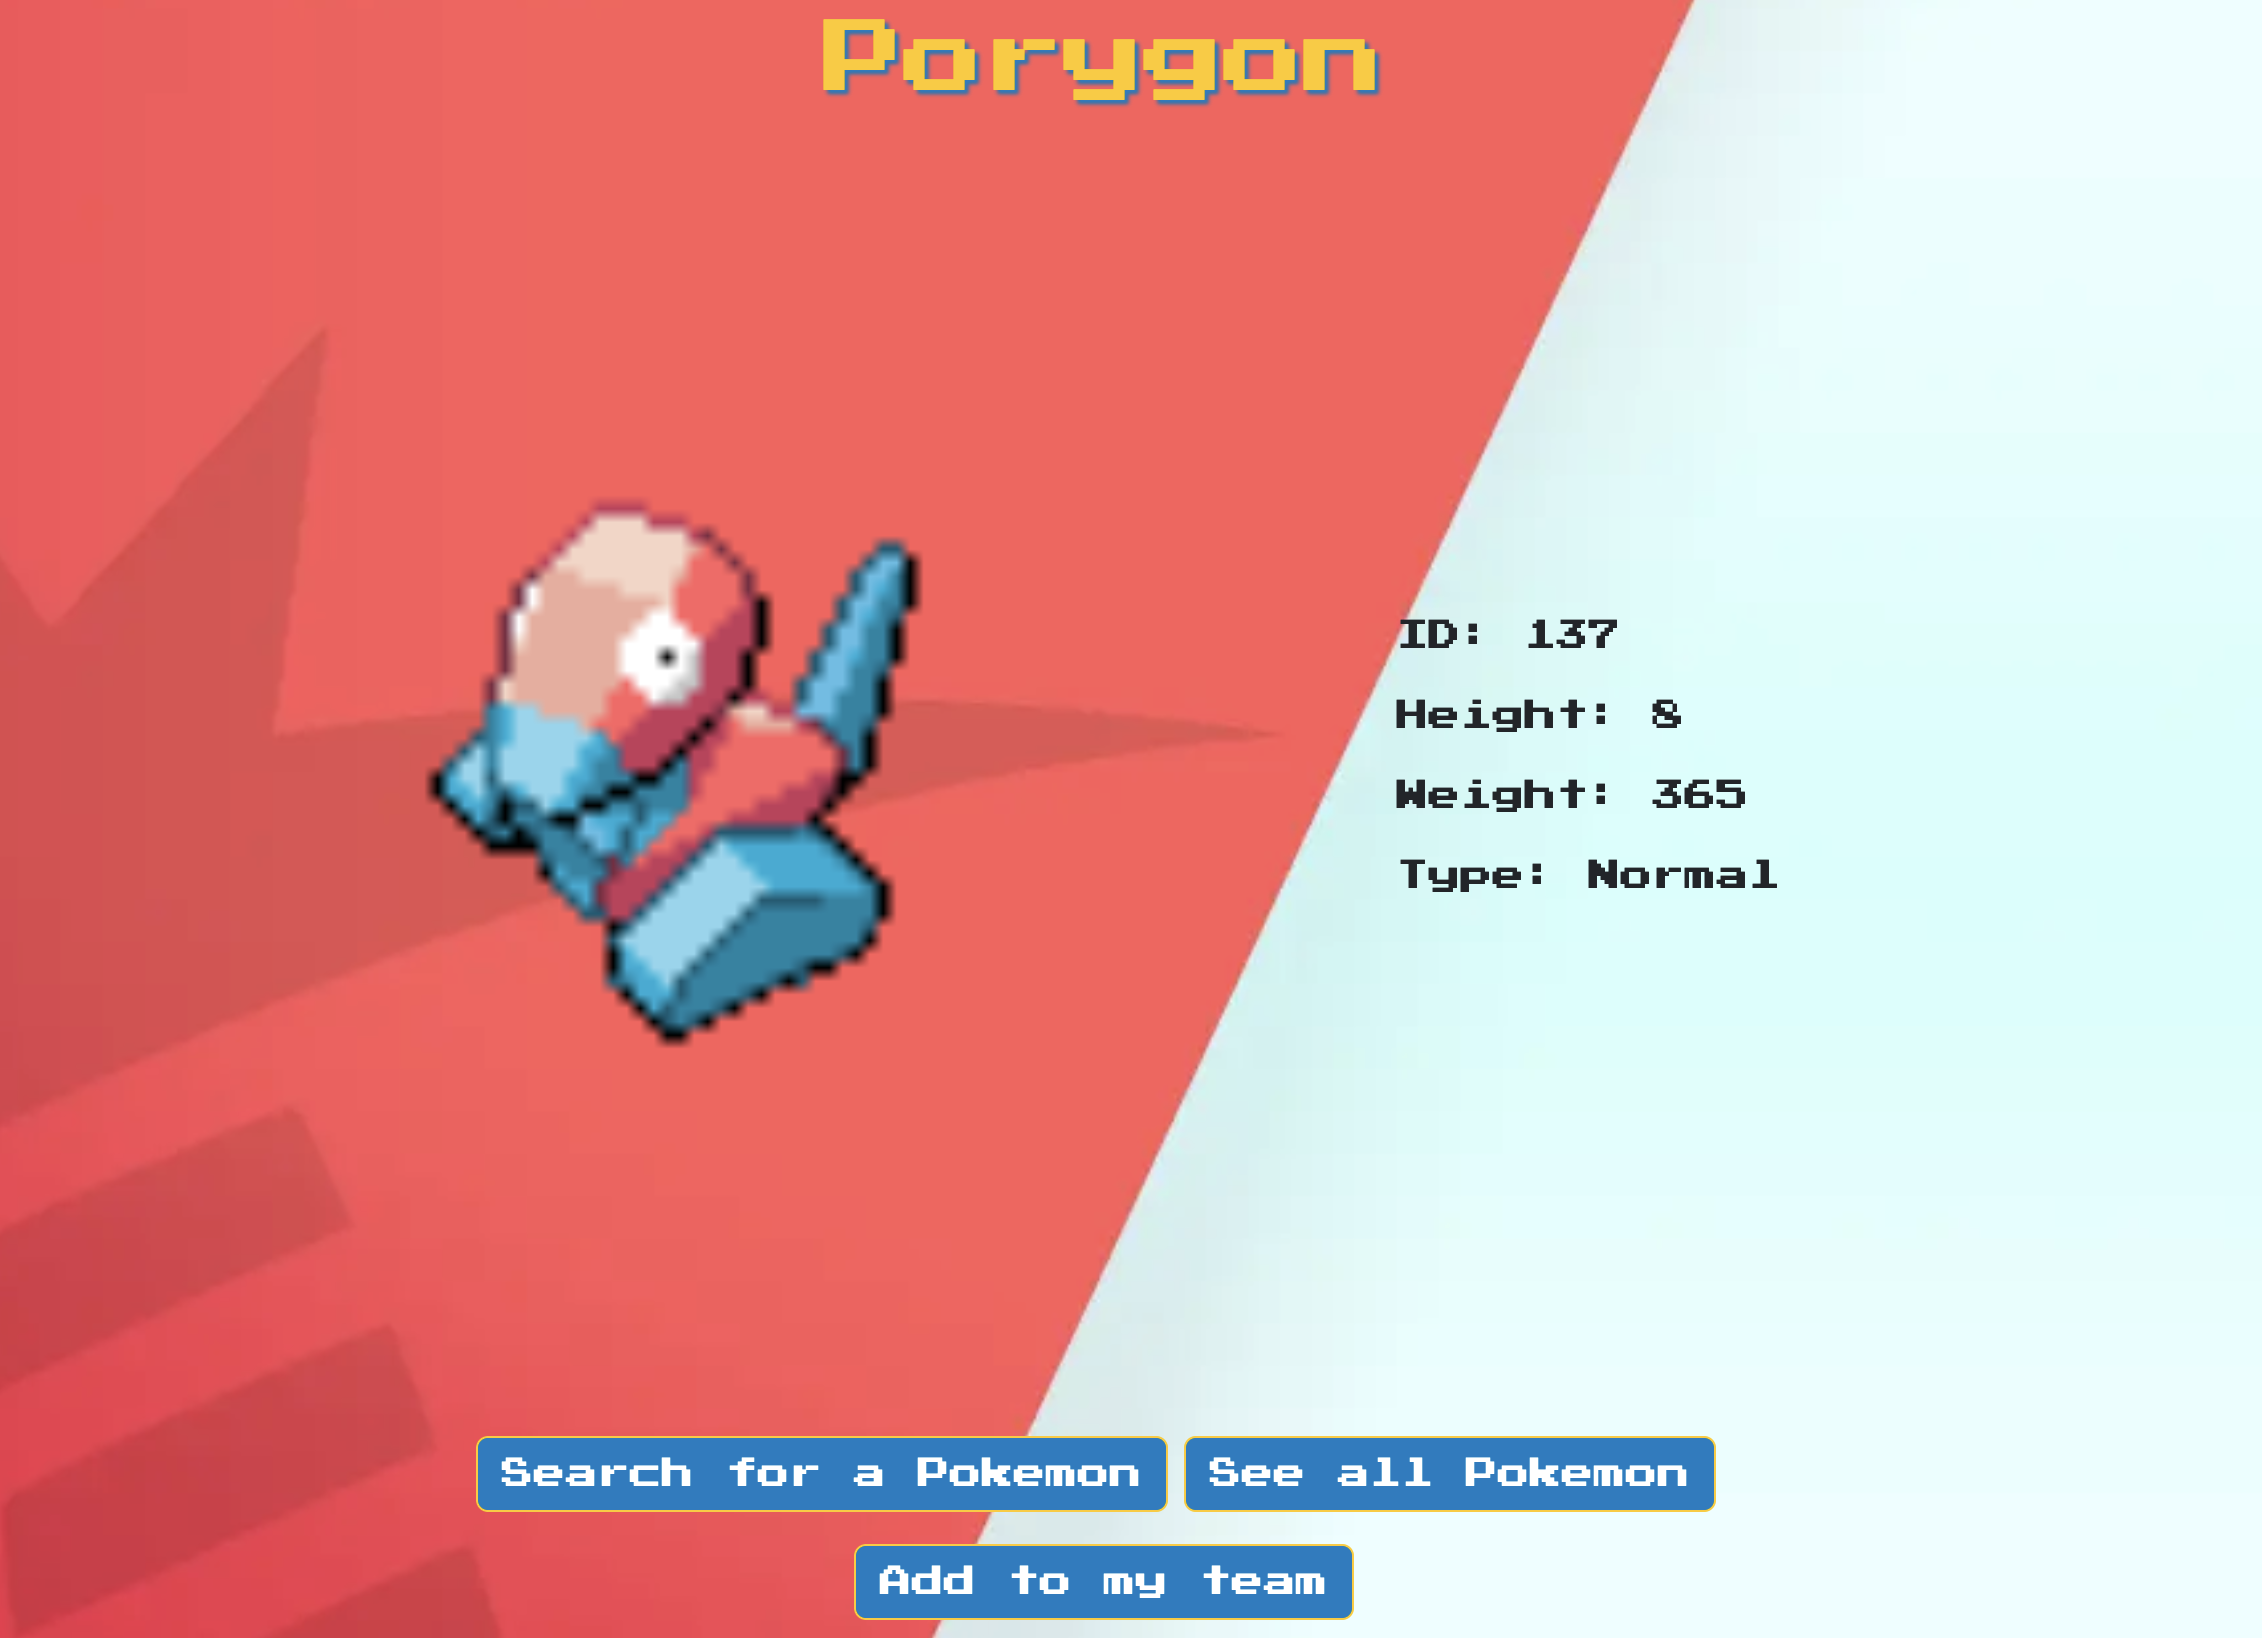 Porygon
ID: 137
Height: 8
Weight: 365
Type: Normal
Search for a Pokemon
See all Pokemon
Add to my team